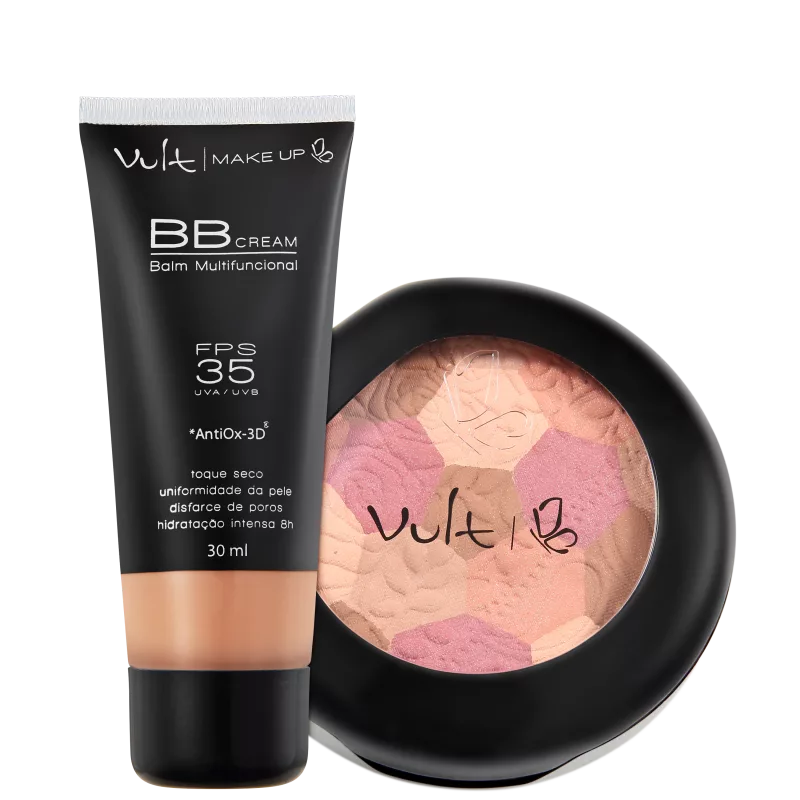 Vult | MAKE UP
BB CREAM
Balm Multifuncional
FPS
35
UVA / UVB
*AntiOx-3D®
toque seco
uniformidade da pele
disfarce de poros
hidratação intensa 8h
30 ml
Vult |